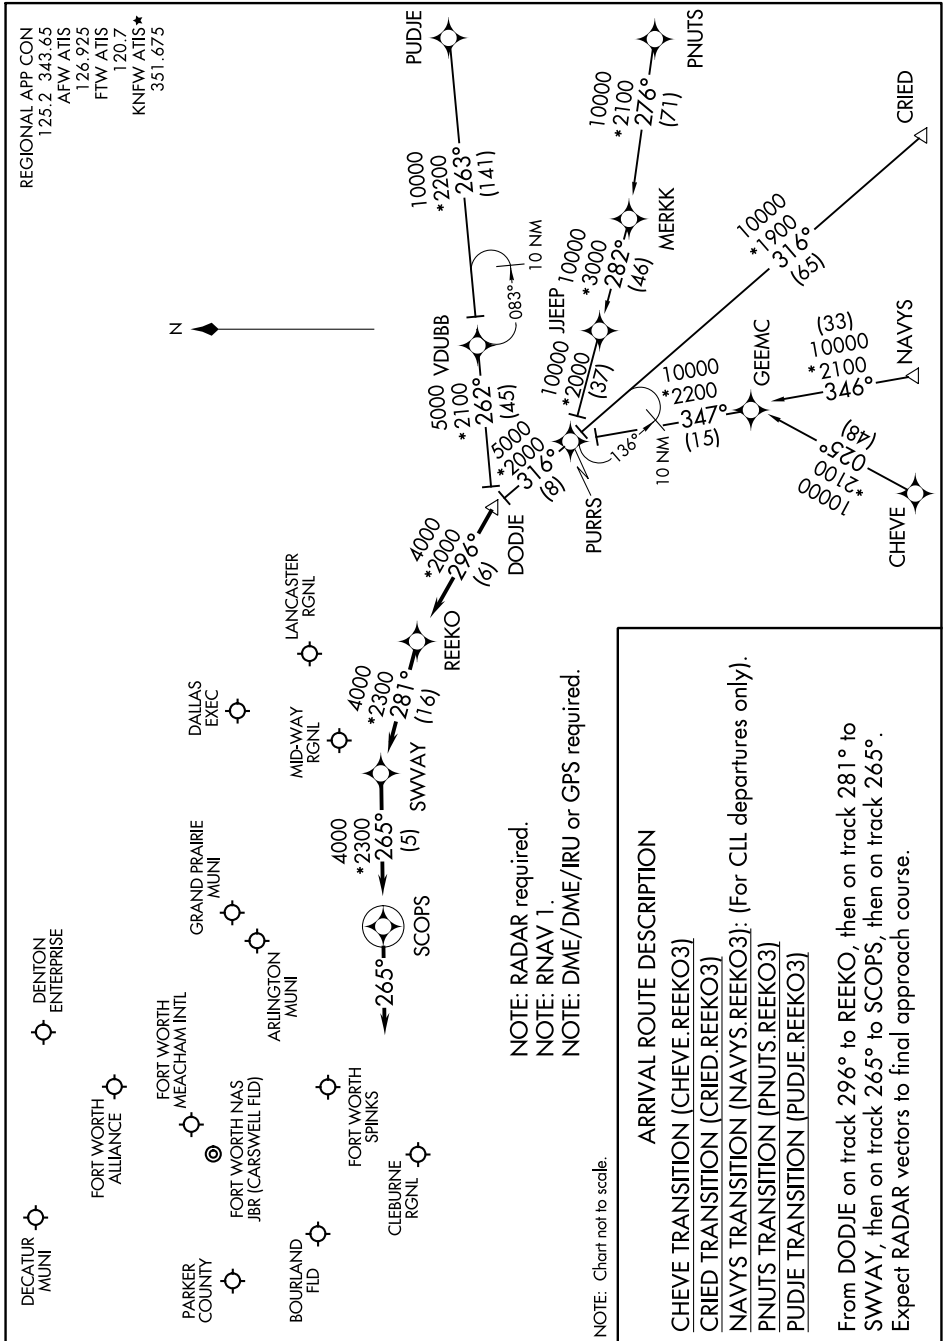 REGIONAL APP CON
125.2 343.65
AFW ATIS
126.925
FTW ATIS
120.7
KNFW ATIS★
351.675
DECATUR
MUNI
DENTON
ENTERPRISE
FORT WORTH
ALLIANCE
FORT WORTH
MEACHAM INTL
GRAND PRAIRIE
MUNI
DALLAS
EXEC
LANCASTER
RGNL
MID-WAY
RGNL
ARLINGTON
MUNI
PARKER
COUNTY
FORT WORTH NAS
JBR (CARSWELL FLD)
BOURLAND
FLD
FORT WORTH
SPINKS
CLEBURNE
RGNL
N
PUDJE
10000
*2200
263°
(141)
10 NM
083°
VDUBB
5000
*2100
262°
(45)
PNUTS
10000
*2100
276°
(71)
MERKK
10000
*3000
282°
(46)
JJEEP
10000
*2000
(37)
CRIED
10000
*1900
316°
(65)
136°
10 NM
PURRS
5000
*2000
316°
(8)
10000
*2200
347°
(15)
GEEMC
(33)
10000
*2100
346°
NAVYS
(48)
025°
*2100
10000
CHEVE
DODJE
4000
*2000
296°
(6)
REEKO
4000
*2300
281°
(16)
SWVAY
4000
*2300
265°
(5)
SCOPS
265°
NOTE: RADAR required.
NOTE: RNAV 1.
NOTE: DME/DME/IRU or GPS required.
NOTE: Chart not to scale.
ARRIVAL ROUTE DESCRIPTION
CHEVE TRANSITION (CHEVE.REEKO3)
CRIED TRANSITION (CRIED.REEKO3)
NAVYS TRANSITION (NAVYS.REEKO3): (For CLL departures only).
PNUTS TRANSITION (PNUTS.REEKO3)
PUDJE TRANSITION (PUDJE.REEKO3)
From DODJE on track 296° to REEKO, then on track 281° to
SWVAY, then on track 265° to SCOPS, then on track 265°.
Expect RADAR vectors to final approach course.